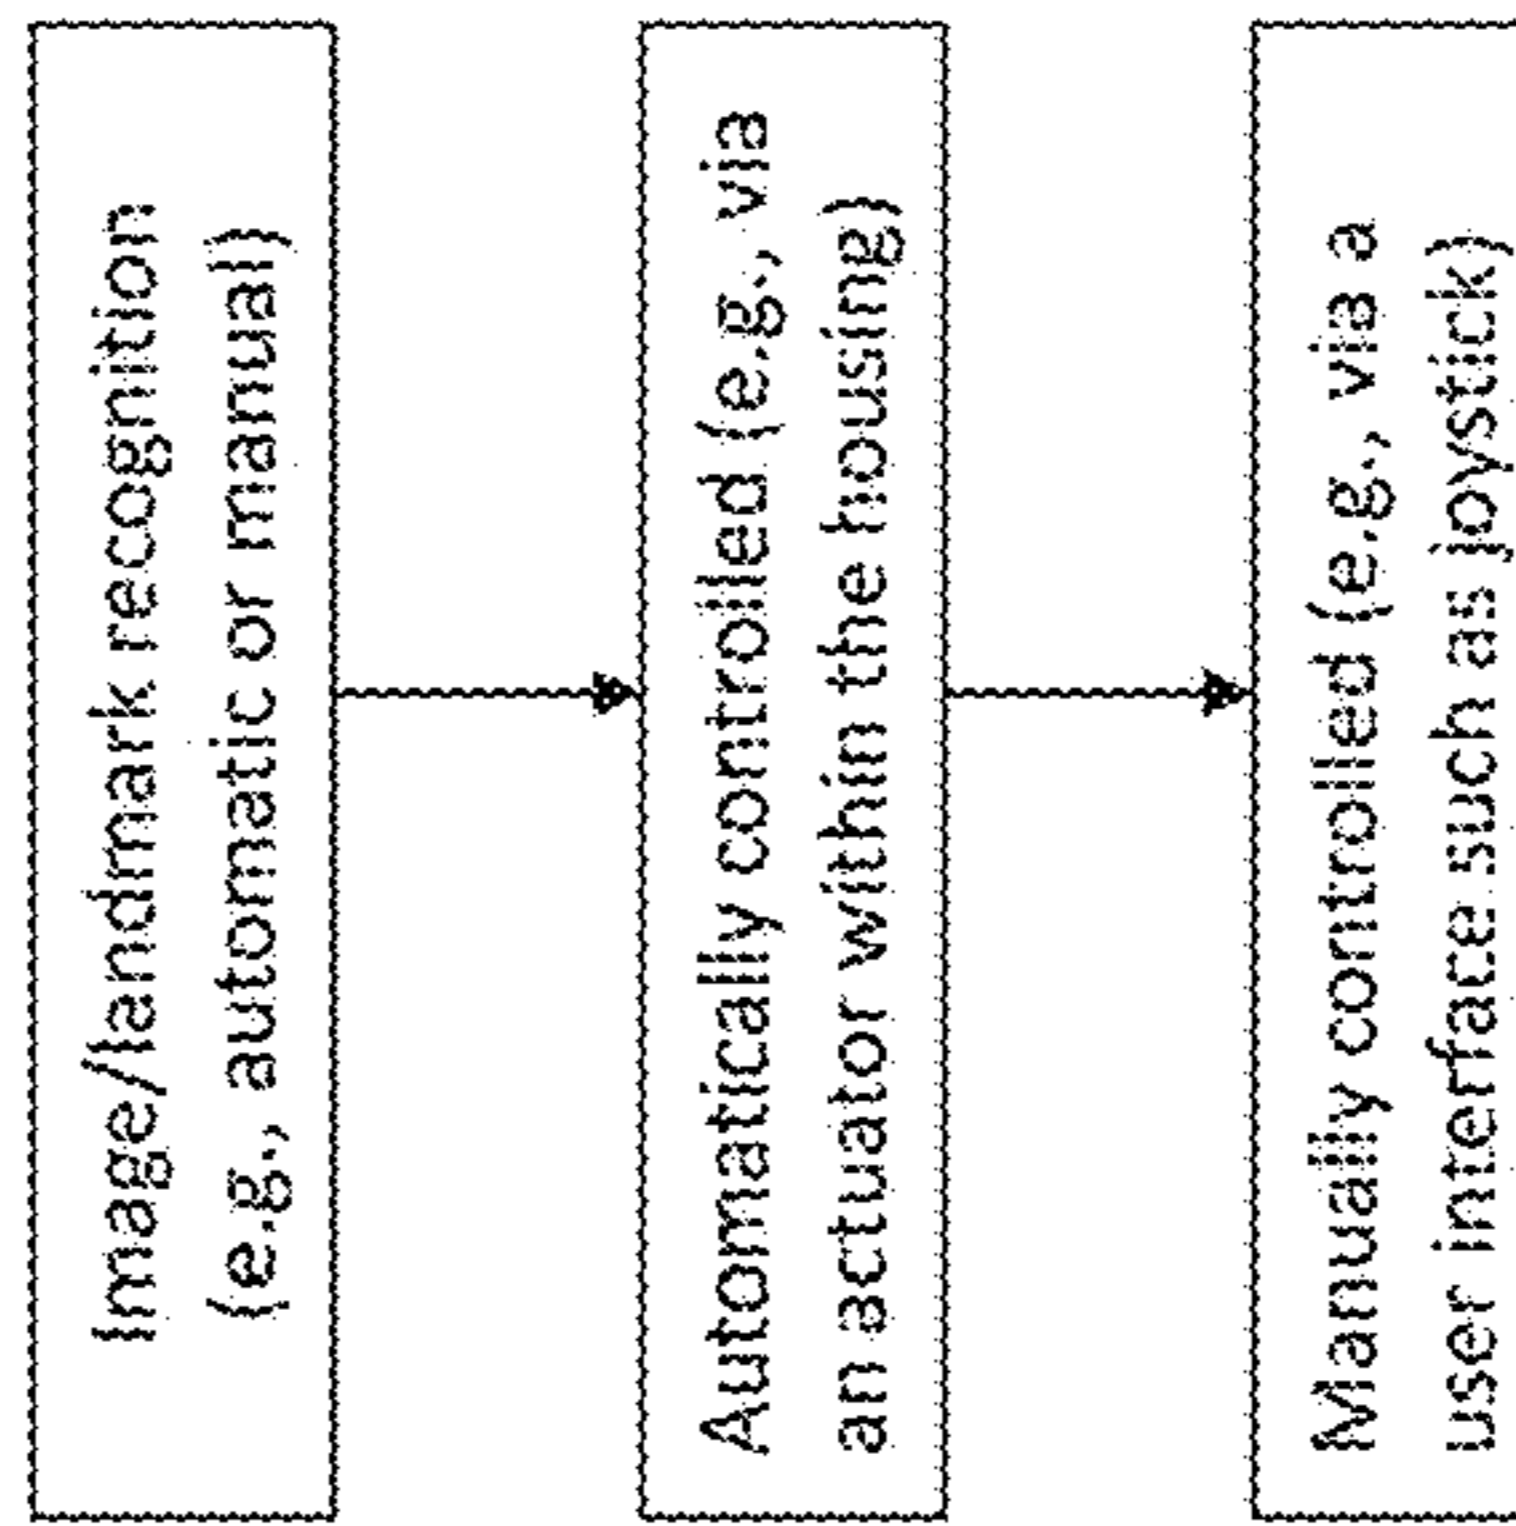 Image/landmark recognition
(e.g., automatic or manual)
Automatically controlled (e.g., via
an actuator within the housing)
Manually controlled (e.g., via a
user interface such as joystick)